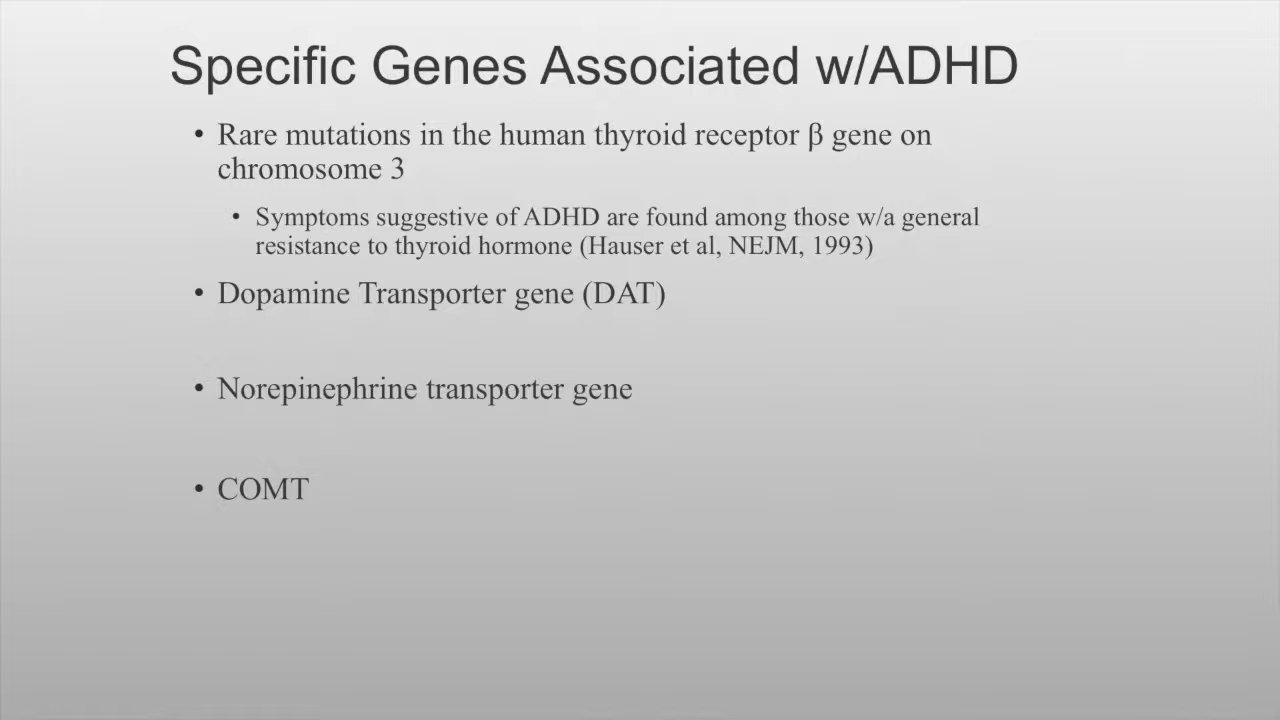 Specific Genes Associated w/ADHD
• Rare mutations in the human thyroid receptor β gene on
chromosome 3
• Symptoms suggestive of ADHD are found among those w/a general
resistance to thyroid hormone (Hauser et al, NEJM, 1993)
• Dopamine Transporter gene (DAT)
• Norepinephrine transporter gene
• COMT